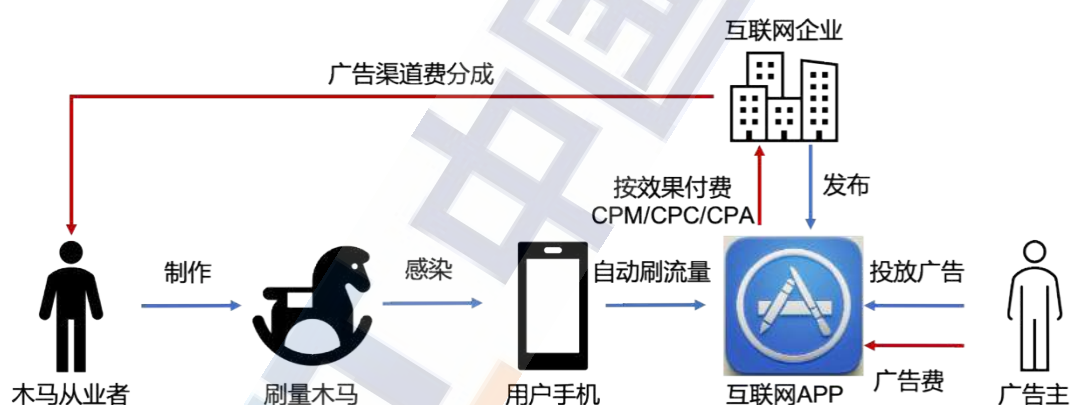 互联网企业
广告渠道费分成
按效果付费
CPM/CPC/CPA
发布
制作
感染
自动刷流量
投放广告
广告费
木马从业者
刷量木马
用户手机
互联网APP
广告主